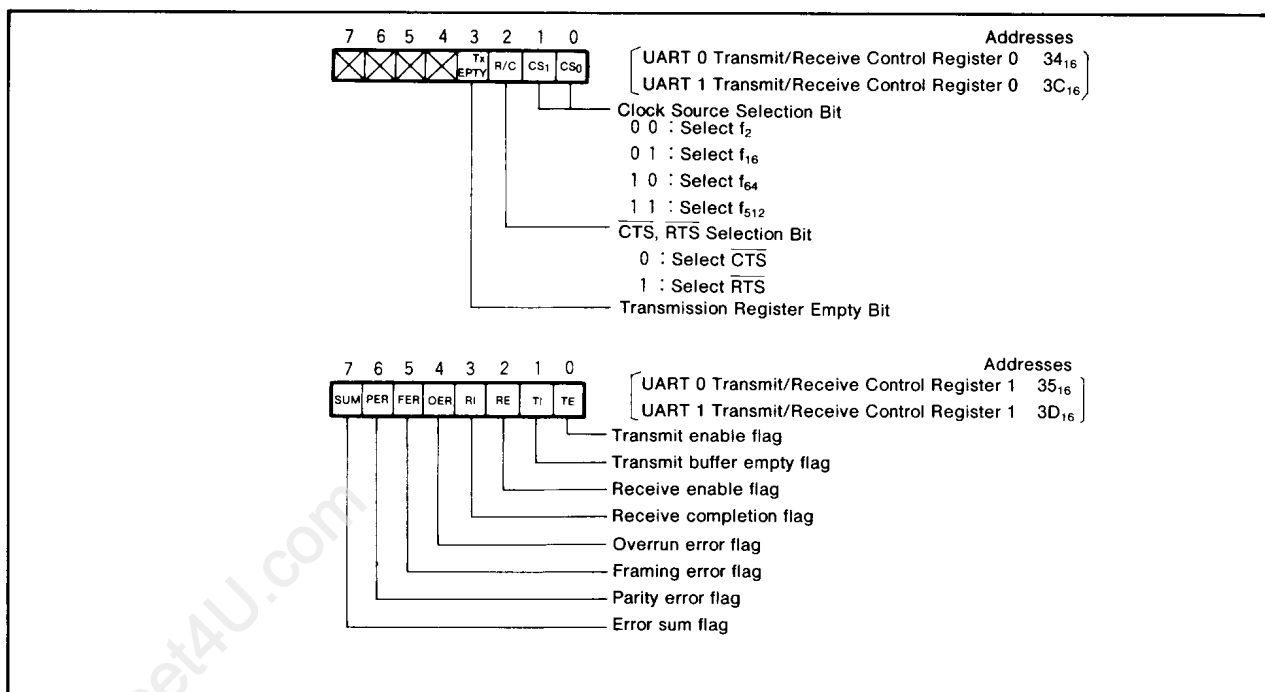 7 6 5 4 3 2 1 0
Tx EPTY R/C CS₁ CS₀
Addresses
UART 0 Transmit/Receive Control Register 0 34₁₆
UART 1 Transmit/Receive Control Register 0 3C₁₆
Clock Source Selection Bit
0 0 : Select f₂
0 1 : Select f₁₆
1 0 : Select f₆₄
1 1 : Select f₅₁₂
C̅T̅S̅, R̅T̅S̅ Selection Bit
0 : Select C̅T̅S̅
1 : Select R̅T̅S̅
Transmission Register Empty Bit
7 6 5 4 3 2 1 0
SUM PER FER OER RI RE TI TE
Addresses
UART 0 Transmit/Receive Control Register 1 35₁₆
UART 1 Transmit/Receive Control Register 1 3D₁₆
Transmit enable flag
Transmit buffer empty flag
Receive enable flag
Receive completion flag
Overrun error flag
Framing error flag
Parity error flag
Error sum flag
et4U.com